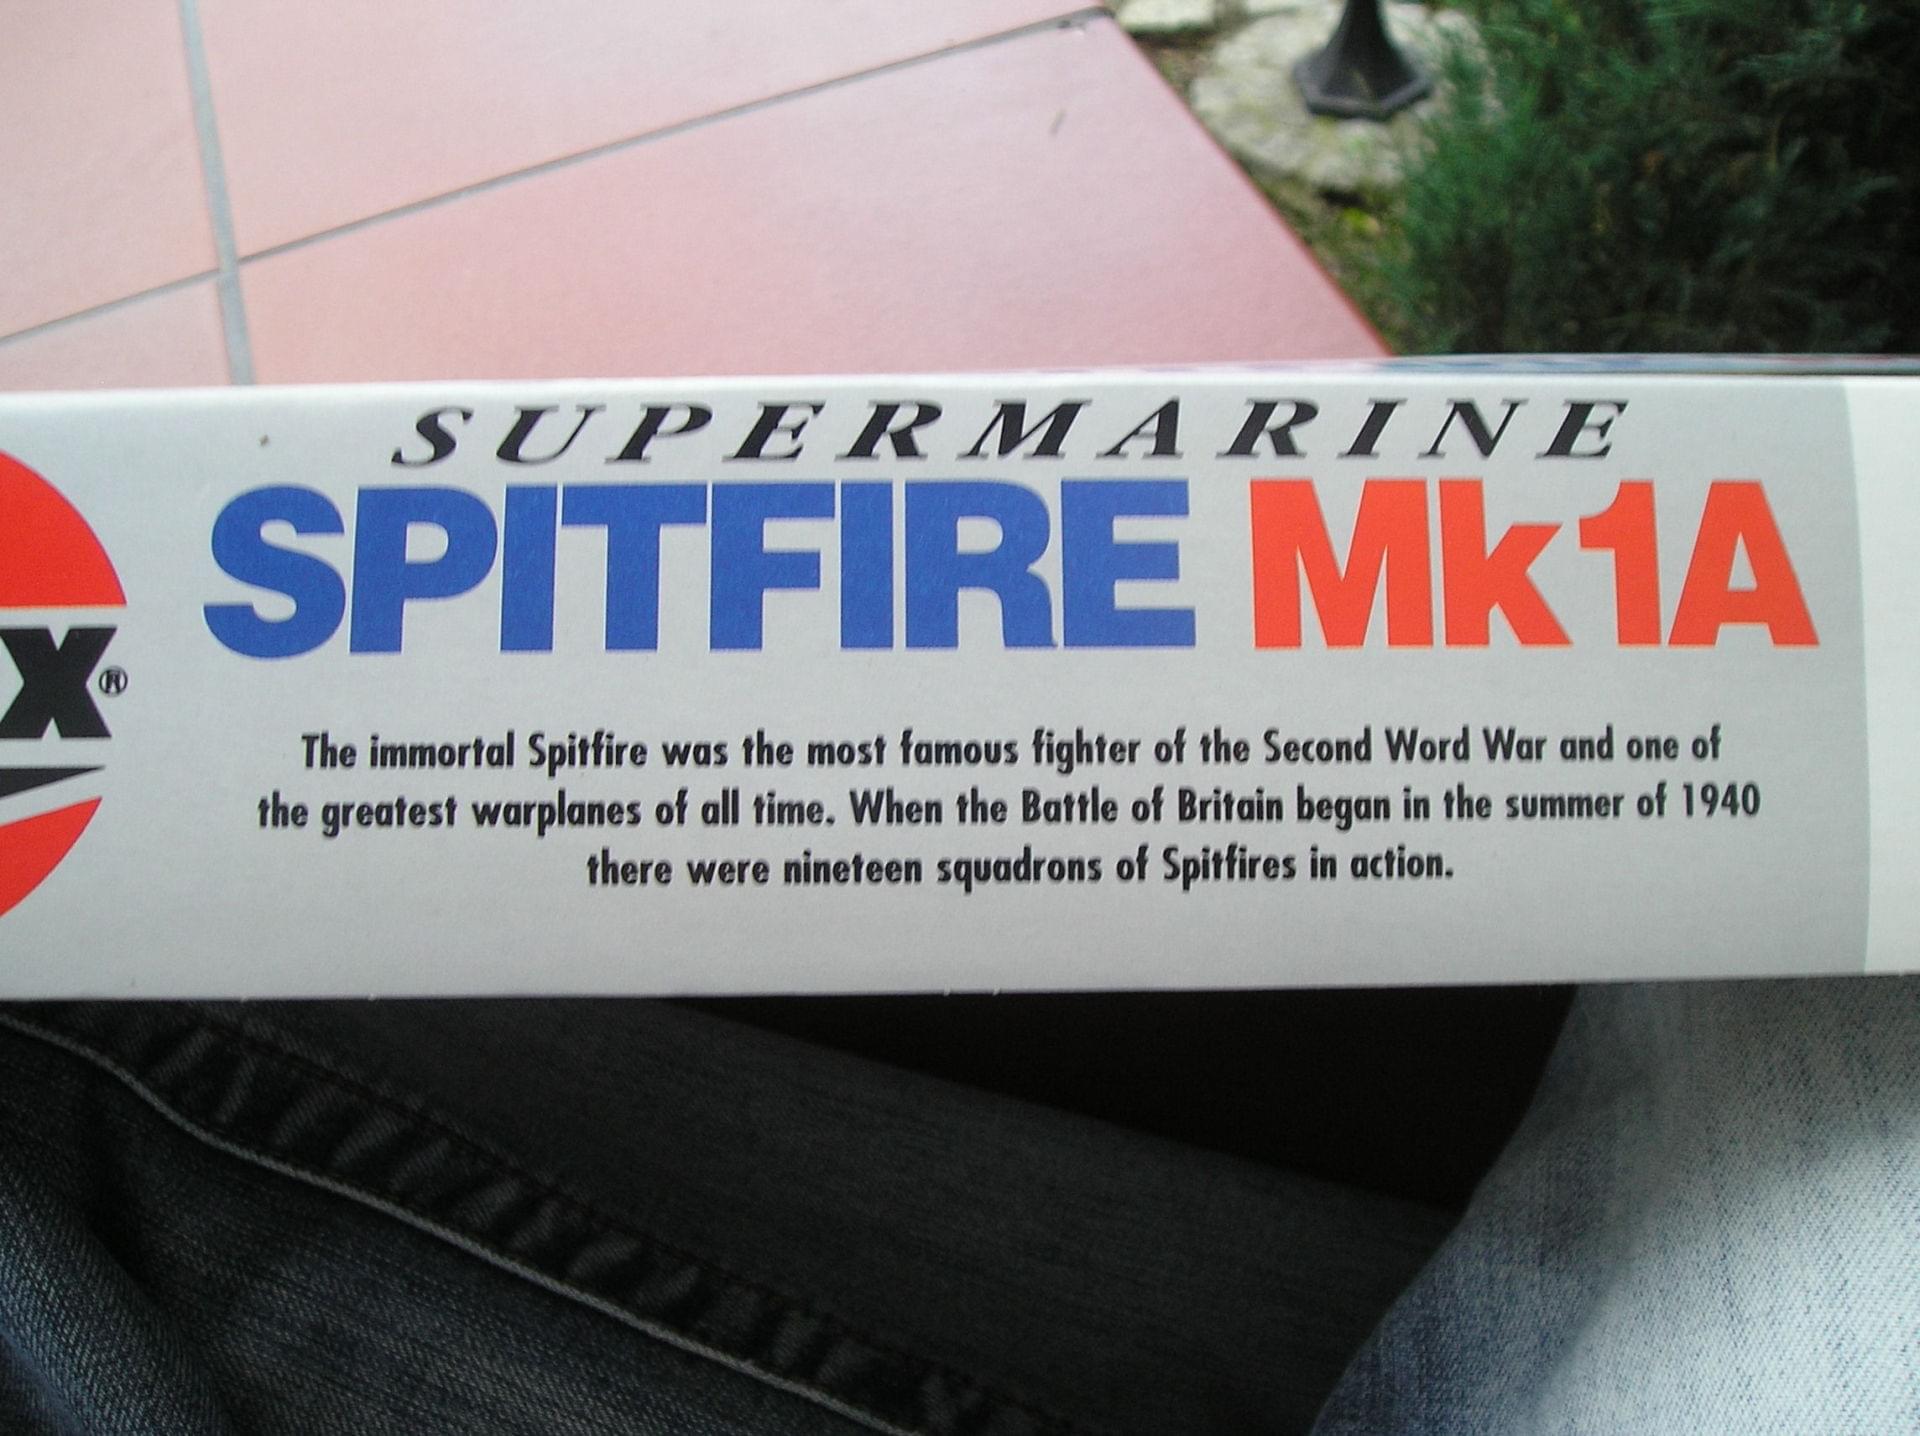 SUPERMARINE
SPITFIRE Mk1A
X®
The immortal Spitfire was the most famous fighter of the Second Word War and one of
the greatest warplanes of all time. When the Battle of Britain began in the summer of 1940
there were nineteen squadrons of Spitfires in action.